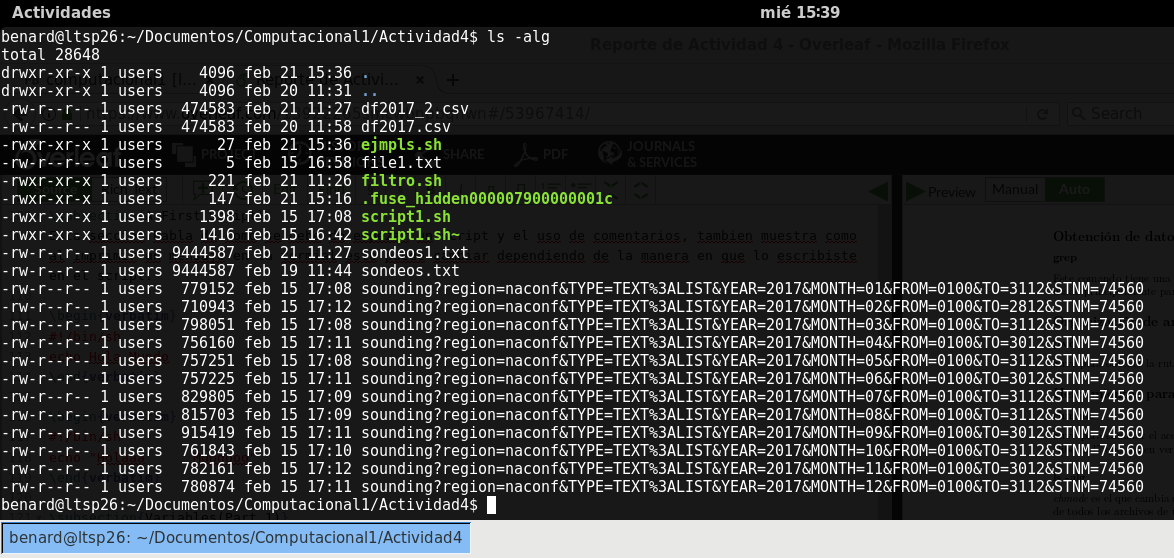 Actividades mié 15:39
benard@ltsp26:~/Documentos/Computacional1/Actividad4$ ls -alg
Reporte de Actividad 4 - Overleaf - Mozilla Firefox
total 28648
drwxr-xr-x 1 users    4096 feb 21 15:36 .
drwxr-xr-x 1 users    4096 feb 20 11:31 ..
-rw-r--r-- 1 users  474583 feb 21 11:27 df2017_2.csv
-rw-r--r-- 1 users  474583 feb 20 11:58 df2017.csv
-rwxr-xr-x 1 users      27 feb 21 15:36 ejmpls.sh
-rw-r--r-- 1 users       5 feb 15 16:58 file1.txt
-rwxr-xr-x 1 users     221 feb 21 11:26 filtro.sh
-rwxr-xr-x 1 users     147 feb 21 15:16 .fuse_hidden000007900000001c
-rwxr-xr-x 1 users    1398 feb 15 17:08 script1.sh
-rwxr-xr-x 1 users    1416 feb 15 16:42 script1.sh~
-rw-r--r-- 1 users 9444587 feb 21 11:27 sondeos1.txt
-rw-r--r-- 1 users 9444587 feb 19 11:44 sondeos.txt
-rw-r--r-- 1 users  779152 feb 15 17:08 sounding?region=naconf&TYPE=TEXT%3ALIST&YEAR=2017&MONTH=01&FROM=0100&TO=3112&STNM=74560
-rw-r--r-- 1 users  710943 feb 15 17:12 sounding?region=naconf&TYPE=TEXT%3ALIST&YEAR=2017&MONTH=02&FROM=0100&TO=2812&STNM=74560
-rw-r--r-- 1 users  798051 feb 15 17:08 sounding?region=naconf&TYPE=TEXT%3ALIST&YEAR=2017&MONTH=03&FROM=0100&TO=3112&STNM=74560
-rw-r--r-- 1 users  756160 feb 15 17:11 sounding?region=naconf&TYPE=TEXT%3ALIST&YEAR=2017&MONTH=04&FROM=0100&TO=3012&STNM=74560
-rw-r--r-- 1 users  757251 feb 15 17:08 sounding?region=naconf&TYPE=TEXT%3ALIST&YEAR=2017&MONTH=05&FROM=0100&TO=3112&STNM=74560
-rw-r--r-- 1 users  757225 feb 15 17:11 sounding?region=naconf&TYPE=TEXT%3ALIST&YEAR=2017&MONTH=06&FROM=0100&TO=3012&STNM=74560
-rw-r--r-- 1 users  829805 feb 15 17:09 sounding?region=naconf&TYPE=TEXT%3ALIST&YEAR=2017&MONTH=07&FROM=0100&TO=3112&STNM=74560
-rw-r--r-- 1 users  815703 feb 15 17:09 sounding?region=naconf&TYPE=TEXT%3ALIST&YEAR=2017&MONTH=08&FROM=0100&TO=3112&STNM=74560
-rw-r--r-- 1 users  915419 feb 15 17:11 sounding?region=naconf&TYPE=TEXT%3ALIST&YEAR=2017&MONTH=09&FROM=0100&TO=3012&STNM=74560
-rw-r--r-- 1 users  761843 feb 15 17:10 sounding?region=naconf&TYPE=TEXT%3ALIST&YEAR=2017&MONTH=10&FROM=0100&TO=3112&STNM=74560
-rw-r--r-- 1 users  782161 feb 15 17:12 sounding?region=naconf&TYPE=TEXT%3ALIST&YEAR=2017&MONTH=11&FROM=0100&TO=3012&STNM=74560
-rw-r--r-- 1 users  780874 feb 15 17:11 sounding?region=naconf&TYPE=TEXT%3ALIST&YEAR=2017&MONTH=12&FROM=0100&TO=3112&STNM=74560
benard@ltsp26:~/Documentos/Computacional1/Actividad4$
Search
SHARE
PDF
JOURNALS
& SERVICES
Preview
Manual
Auto
Obtención de dato
grep
benard@ltsp26: ~/Documentos/Computacional1/Actividad4